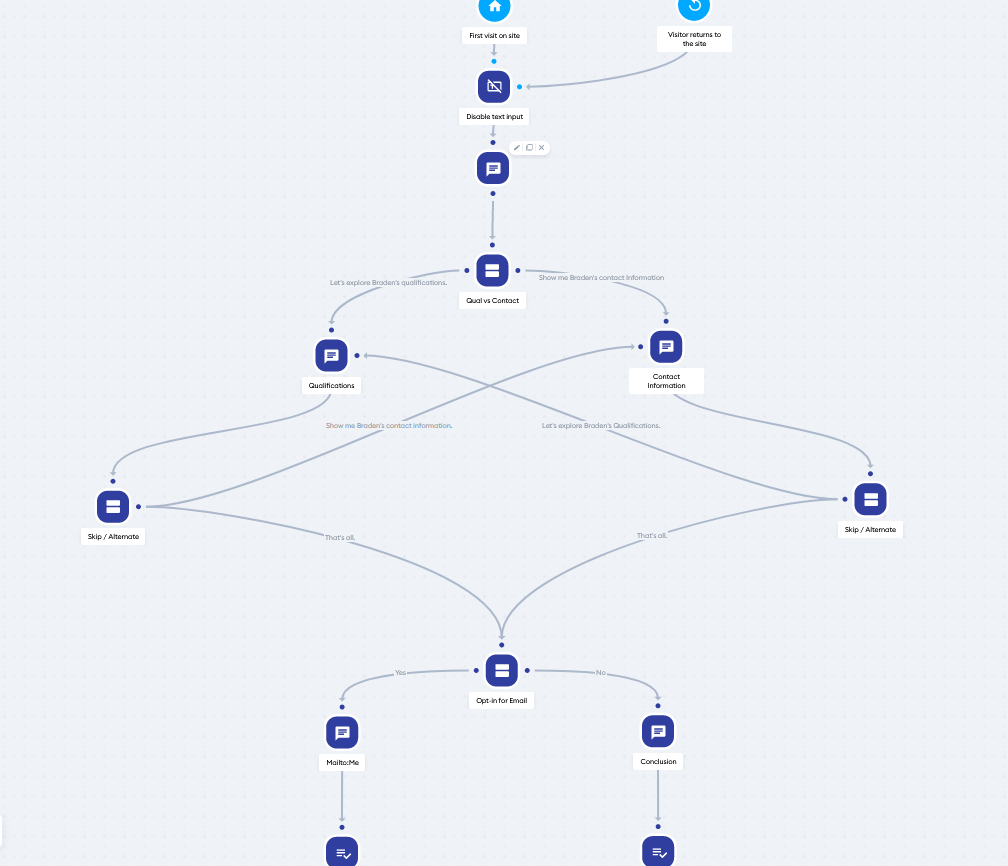 First visit on site
Visitor returns to
the site
Disable text input
Let's explore Braden's qualifications.
Show me Braden's contact Information
Qual vs Contact
Qualifications
Contact
Information
Show me Braden's contact information.
Let's explore Braden's Qualifications.
Skip / Alternate
Skip / Alternate
That's all.
That's all.
Yes
No
Opt-in for Email
Mailto:Me
Conclusion